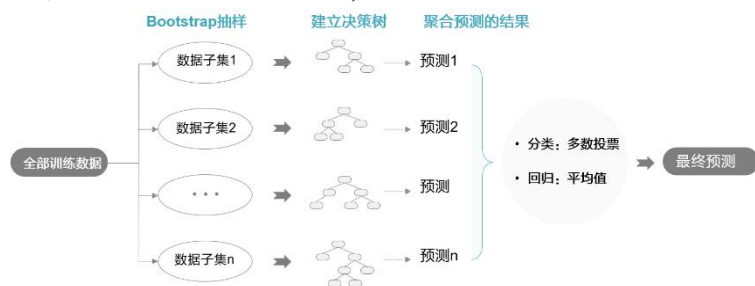 Bootstrap抽样
建立决策树
聚合预测的结果
数据子集1
预测1
数据子集2
预测2
全部训练数据
• 分类：多数投票
• 回归：平均值
最终预测
• • •
预测
数据子集n
预测n